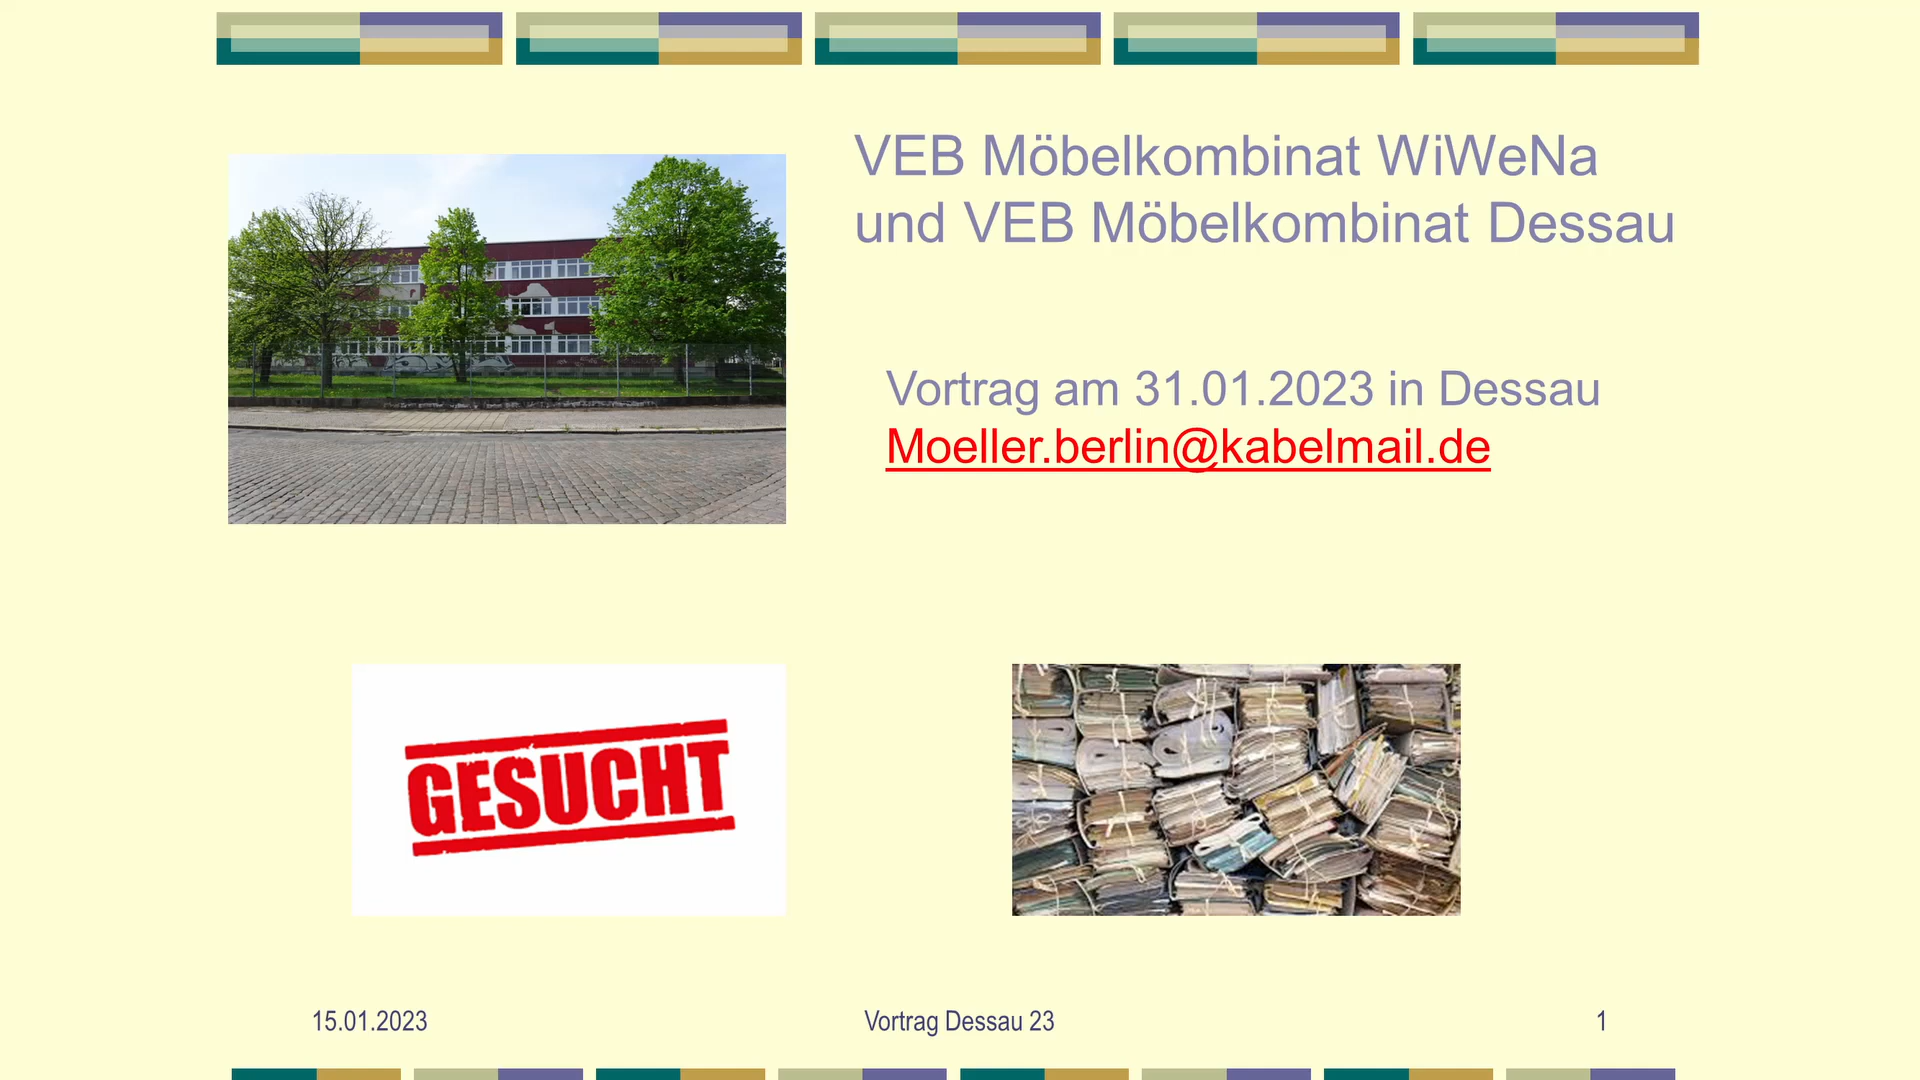 VEB Möbelkombinat WiWeNa
und VEB Möbelkombinat Dessau
Vortrag am 31.01.2023 in Dessau
Moeller.berlin@kabelmail.de
GESUCHT
15.01.2023
Vortrag Dessau 23
1